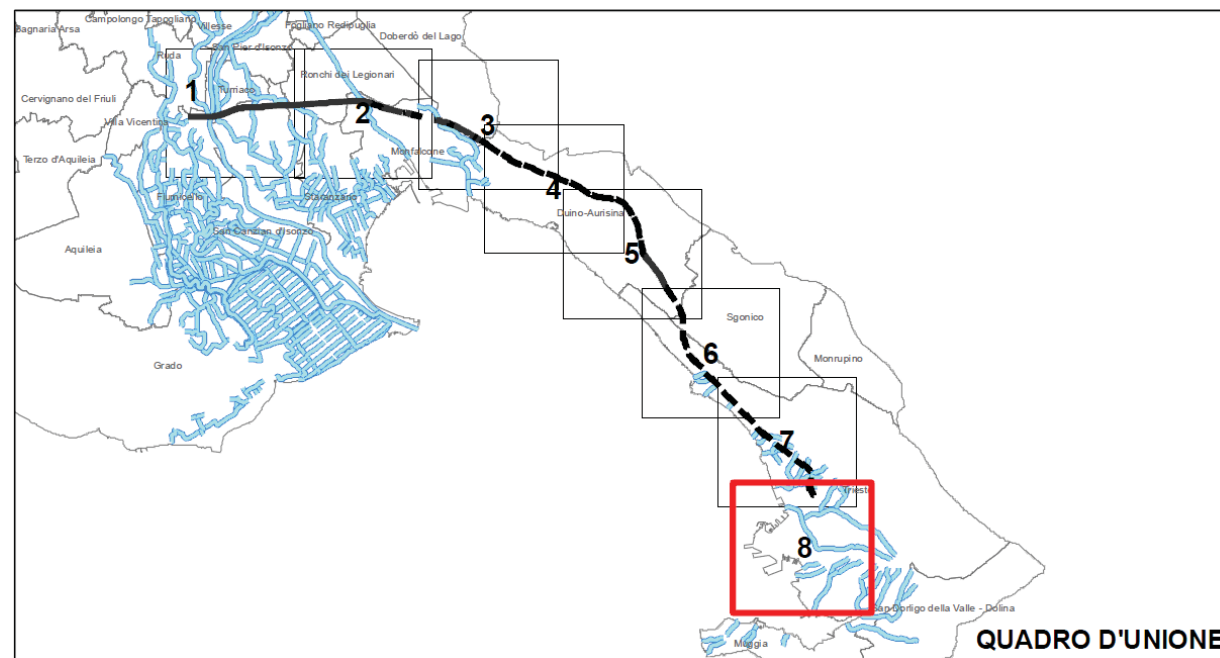 Campolongo Tapogliano
Villesse
Fogliano Redipuglia
Bagnaria Arsa
Doberdò del Lago
San Pier d'Isonzo
Ruda
Ronchi dei Legionari
1
Turriaco
Cervignano del Friuli
2
Villa Vicentina
3
Monfalcone
Terzo d'Aquileia
4
Fiumicello
Staranzano
Duino-Aurisina
San Canzian d'Isonzo
Aquileia
5
Sgonico
6
Monrupino
Grado
7
Trieste
8
San Dorligo della Valle - Dolina
Muggia
QUADRO D'UNIONE